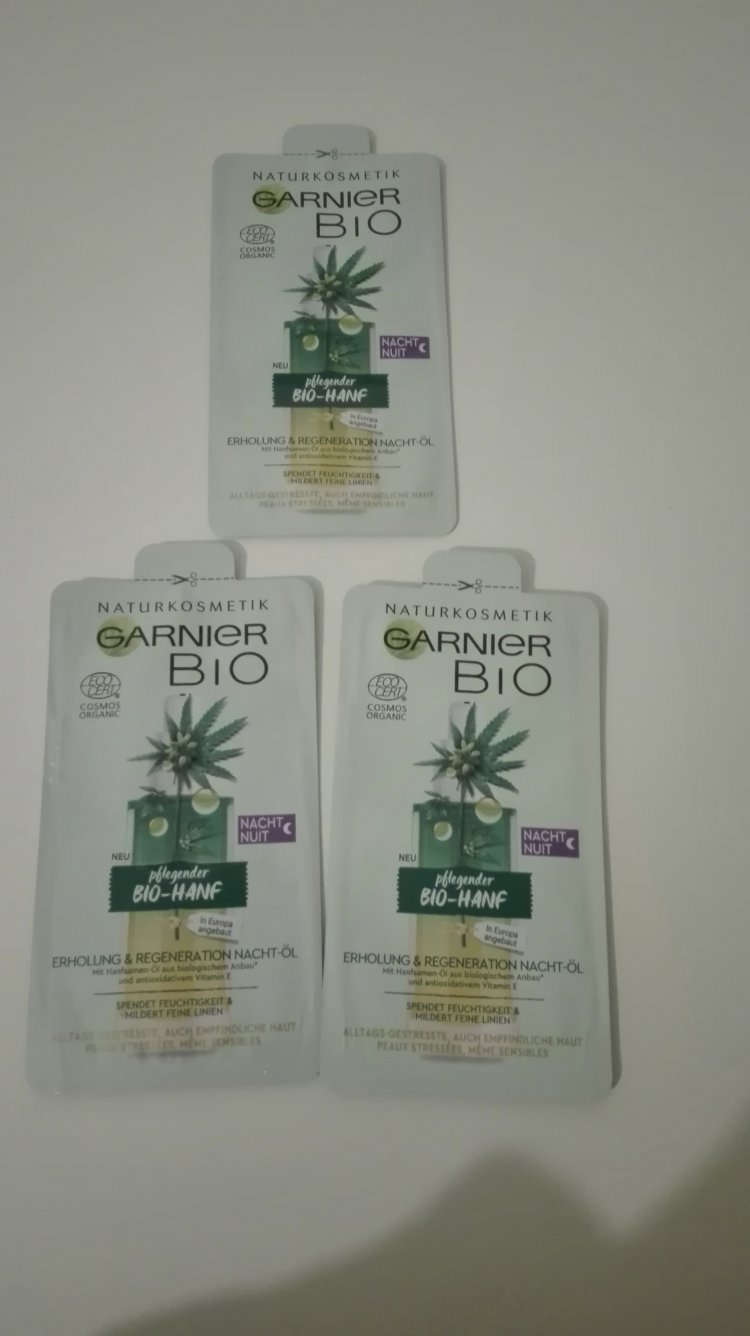 NATURKOSMETIK
GARNIER
BIO
ECO
CERT
COSMOS
ORGANIC
NACHT
NUIT
NEU
pflegender
BIO-HANF
In Europa
angebaut
ERHOLUNG & REGENERATION NACHT-ÖL
Mit Hanfsamen-Öl aus biologischem Anbau*
und antioxidativem Vitamin E
SPENDET FEUCHTIGKEIT &
MILDERT FEINE LINIEN
ALLTAGS-GESTRESSTE, AUCH EMPFINDLICHE HAUT
PEAUX STRESSÉES, MÊME SENSIBLES
NATURKOSMETIK
GARNIER
BIO
ECO
CERT
COSMOS
ORGANIC
NACHT
NUIT
NEU
pflegender
BIO-HANF
In Europa
angebaut
ERHOLUNG & REGENERATION NACHT-ÖL
Mit Hanfsamen-Öl aus biologischem Anbau*
und antioxidativem Vitamin E
SPENDET FEUCHTIGKEIT &
MILDERT FEINE LINIEN
ALLTAGS-GESTRESSTE, AUCH EMPFINDLICHE HAUT
PEAUX STRESSÉES, MÊME SENSIBLES
NATURKOSMETIK
GARNIER
BIO
ECO
CERT
COSMOS
ORGANIC
NACHT
NUIT
NEU
pflegender
BIO-HANF
In Europa
angebaut
ERHOLUNG & REGENERATION NACHT-ÖL
Mit Hanfsamen-Öl aus biologischem Anbau*
und antioxidativem Vitamin E
SPENDET FEUCHTIGKEIT &
MILDERT FEINE LINIEN
ALLTAGS-GESTRESSTE, AUCH EMPFINDLICHE HAUT
PEAUX STRESSÉES, MÊME SENSIBLES